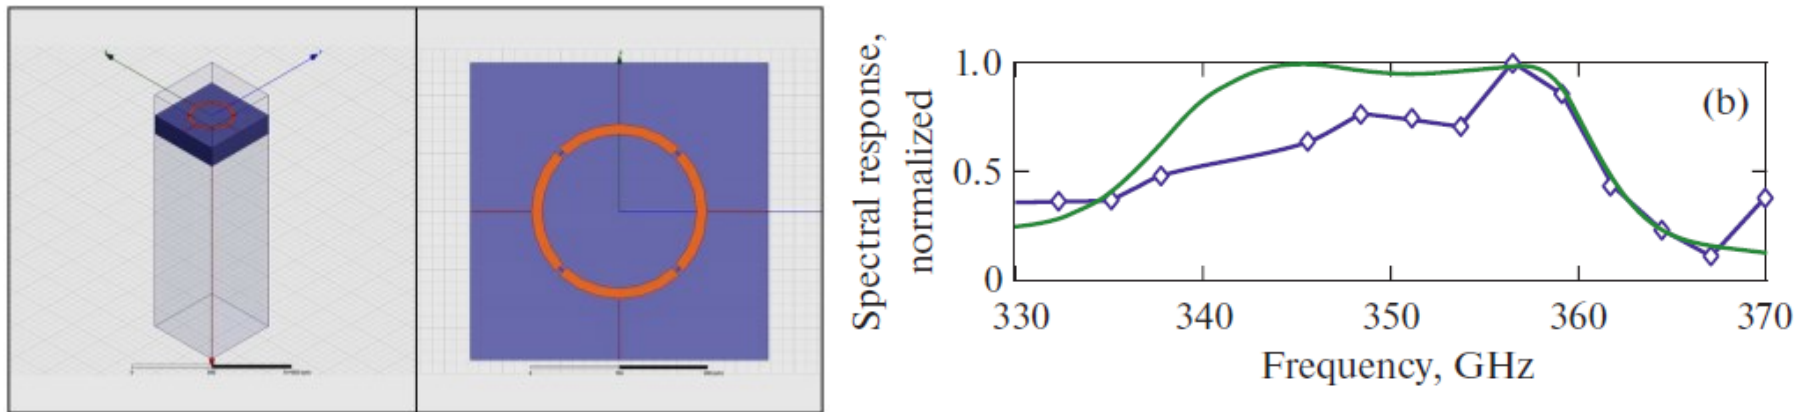 Spectral response,
normalized
1.0
0.5
0
(b)
330 340 350 360 370
Frequency, GHz